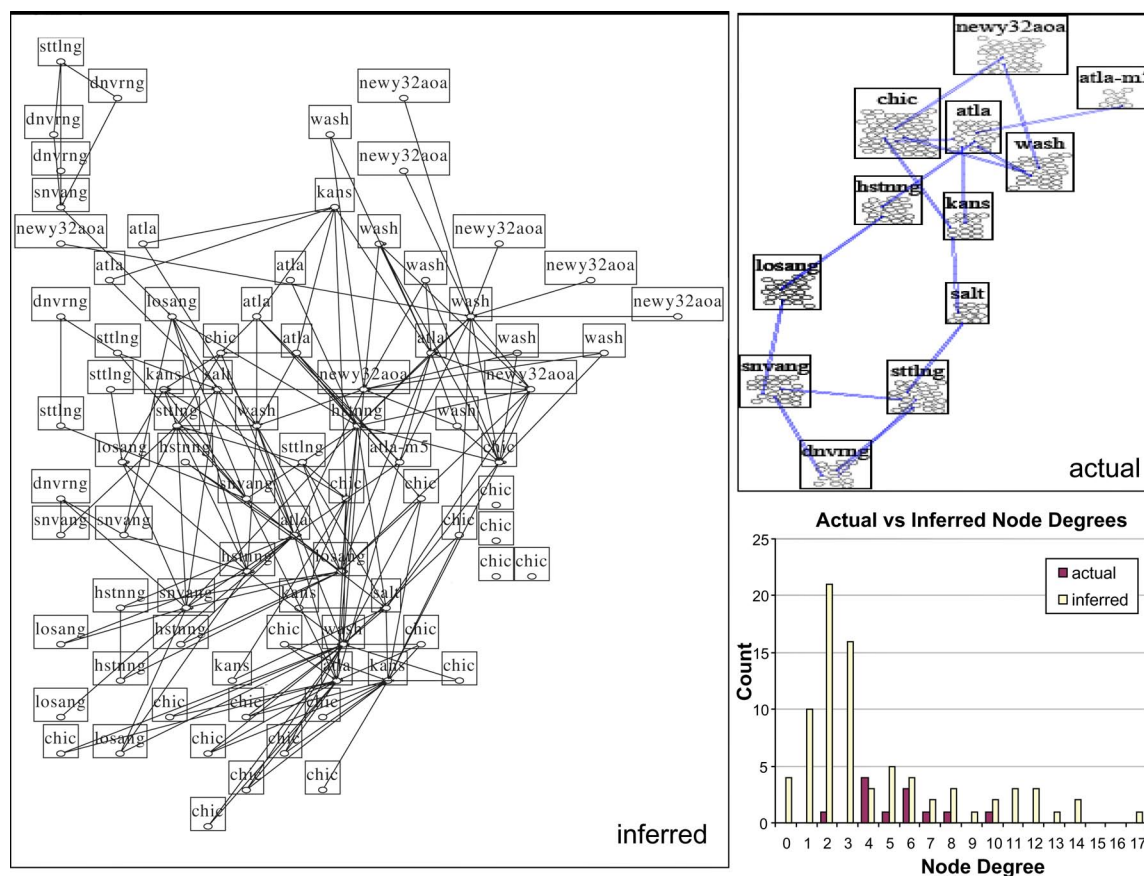 sttlng
dnvrng
newy32aoa
dnvrng
wash
dnvrng
newy32aoa
snvang
kans
newy32aoa
atla
wash
newy32aoa
atla
atla
wash
newy32aoa
dnvrng
losang
atla
wash
newy32aoa
sttlng
chic
atla
atla
wash
wash
sttlng
kans
salt
newy32aoa
newy32aoa
sttlng
sttlng
wash
hstnng
wash
losang
hstnng
sttlng
atla-m5
chic
dnvrng
snvang
chic
chic
chic
snvang
snvang
atla
chic
chic
hstnng
losang
chic
chic
hstnng
snvang
kans
salt
losang
hstnng
chic
wash
chic
hstnng
kans
atla
kans
chic
losang
chic
chic
chic
chic
losang
chic
chic
chic
chic
chic
inferred
newy32aoa
atla-m5
chic
atla
wash
hstnng
kans
losang
salt
snvang
sttlng
dnvrng
actual
Actual vs Inferred Node Degrees
25
20
15
10
5
0
Count
actual
inferred
0 1 2 3 4 5 6 7 8 9 10 11 12 13 14 15 16 17
Node Degree